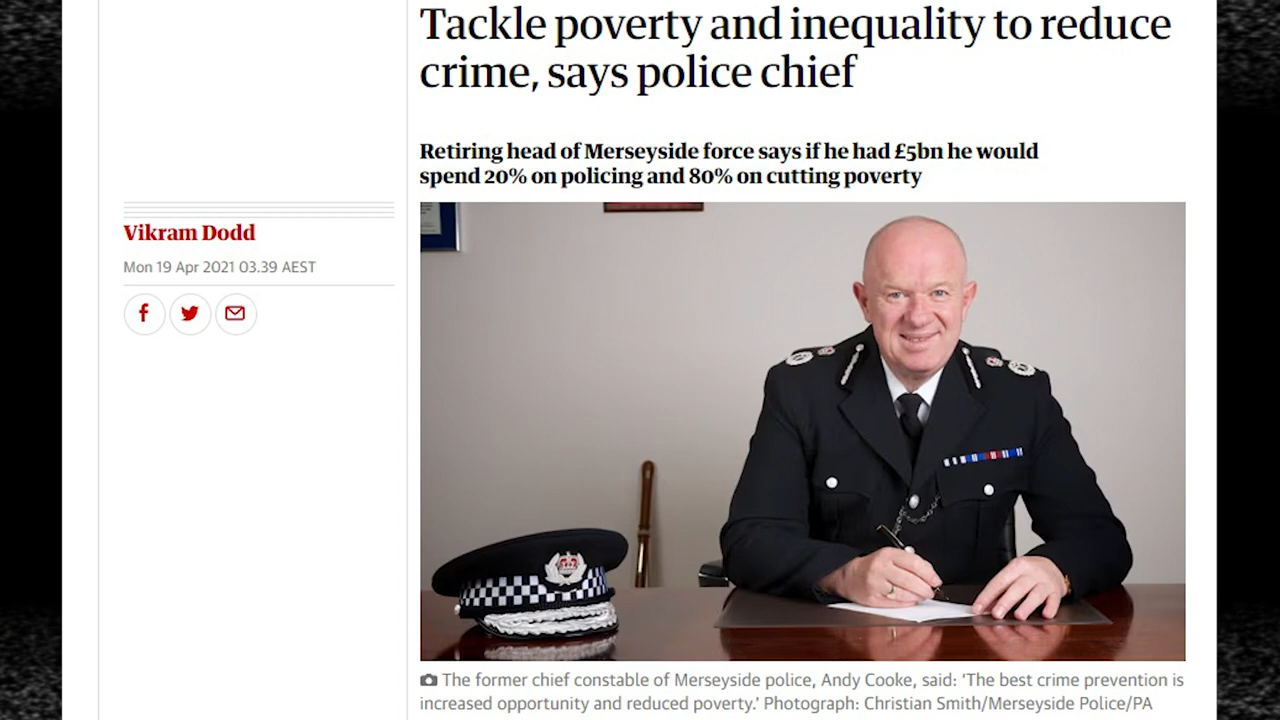 Tackle poverty and inequality to reduce
crime, says police chief
Retiring head of Merseyside force says if he had £5bn he would
spend 20% on policing and 80% on cutting poverty
Vikram Dodd
Mon 19 Apr 2021 03.39 AEST
The former chief constable of Merseyside police, Andy Cooke, said: ‘The best crime prevention is
increased opportunity and reduced poverty.’ Photograph: Christian Smith/Merseyside Police/PA